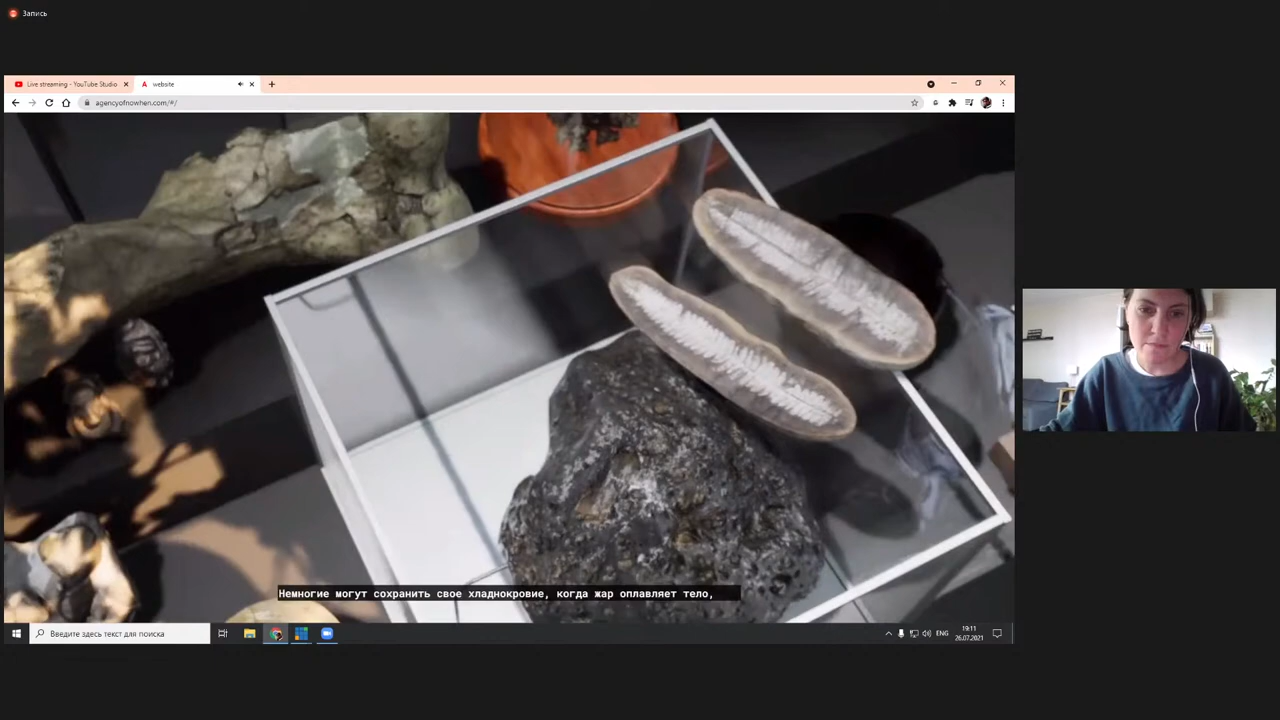 Запись
Live streaming - YouTube Studio
website
agencyofnowhen.com/#/
Немногие могут сохранить свое хладнокровие, когда жар оплавляет тело,
Введите здесь текст для поиска
ENG
19:11
26.07.2021